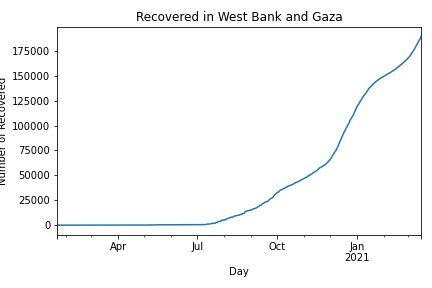 Recovered in West Bank and Gaza
175000
150000
125000
100000
75000
50000
25000
0
Number of Recovered
Apr
Jul
Oct
Jan
2021
Day